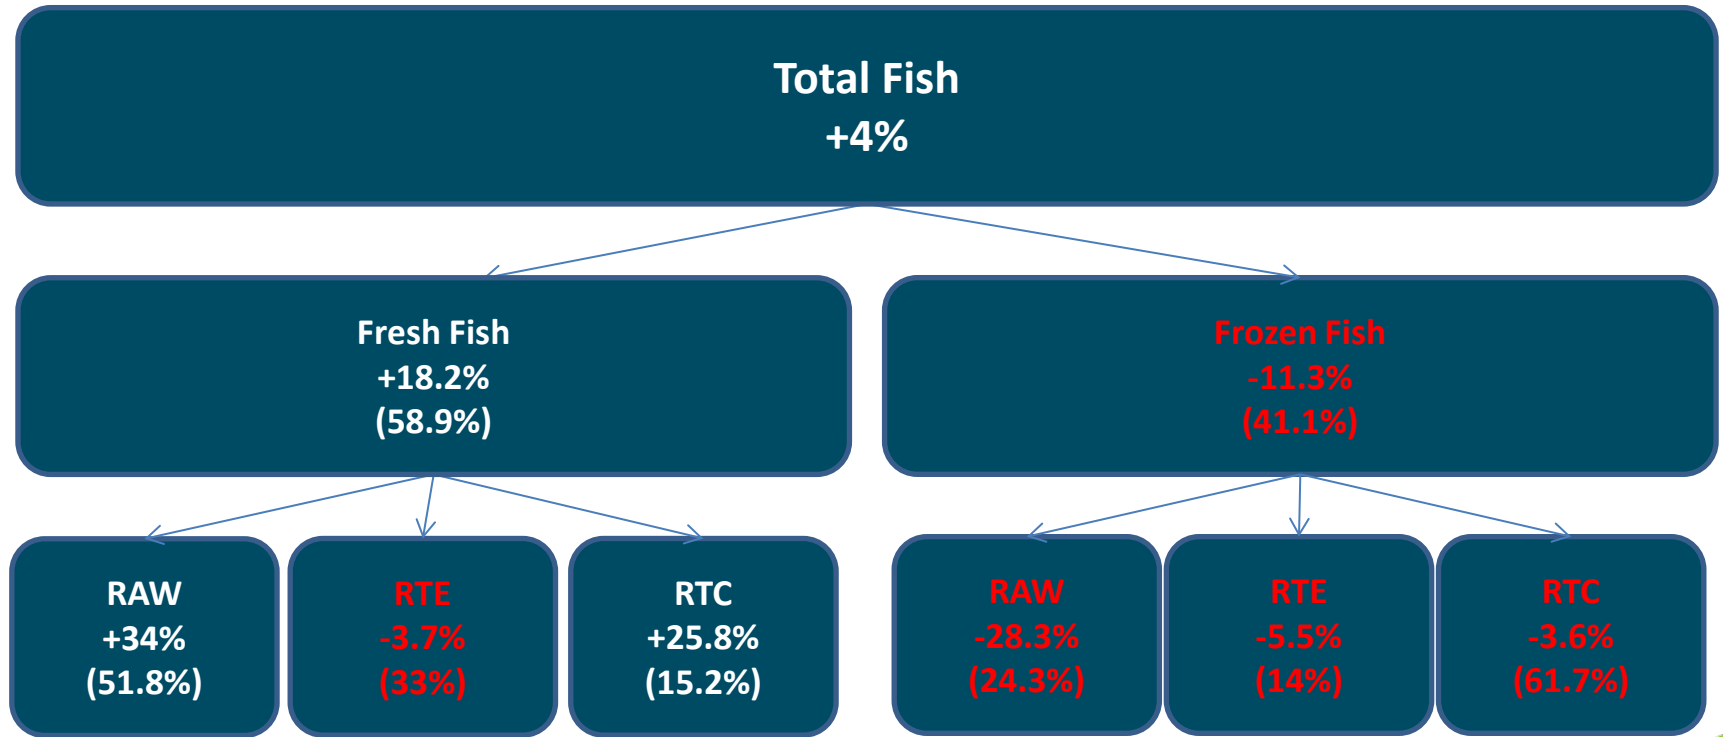 Total Fish
+4%
Fresh Fish
+18.2%
(58.9%)
Frozen Fish
-11.3%
(41.1%)
RAW
+34%
(51.8%)
RTE
-3.7%
(33%)
RTC
+25.8%
(15.2%)
RAW
-28.3%
(24.3%)
RTE
-5.5%
(14%)
RTC
-3.6%
(61.7%)